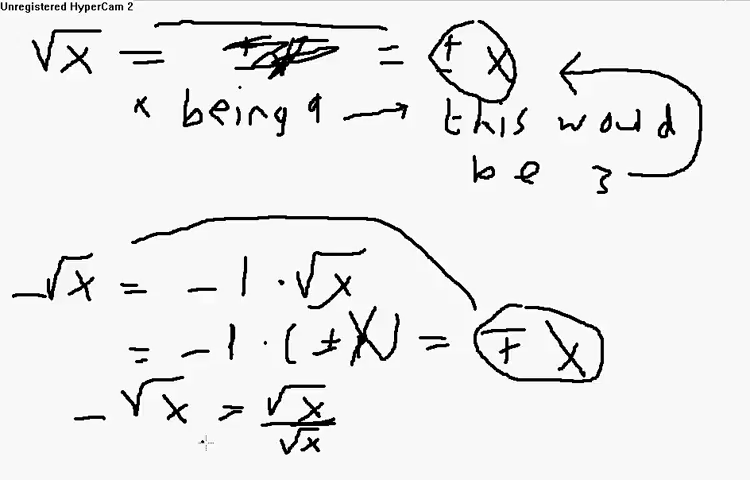 Unregistered HyperCam 2
√x = = ± x
x being 9 → this would
be 3
-√x = -1 · √x
= -1 · (±x) = ∓ x
-√x = √x/√x